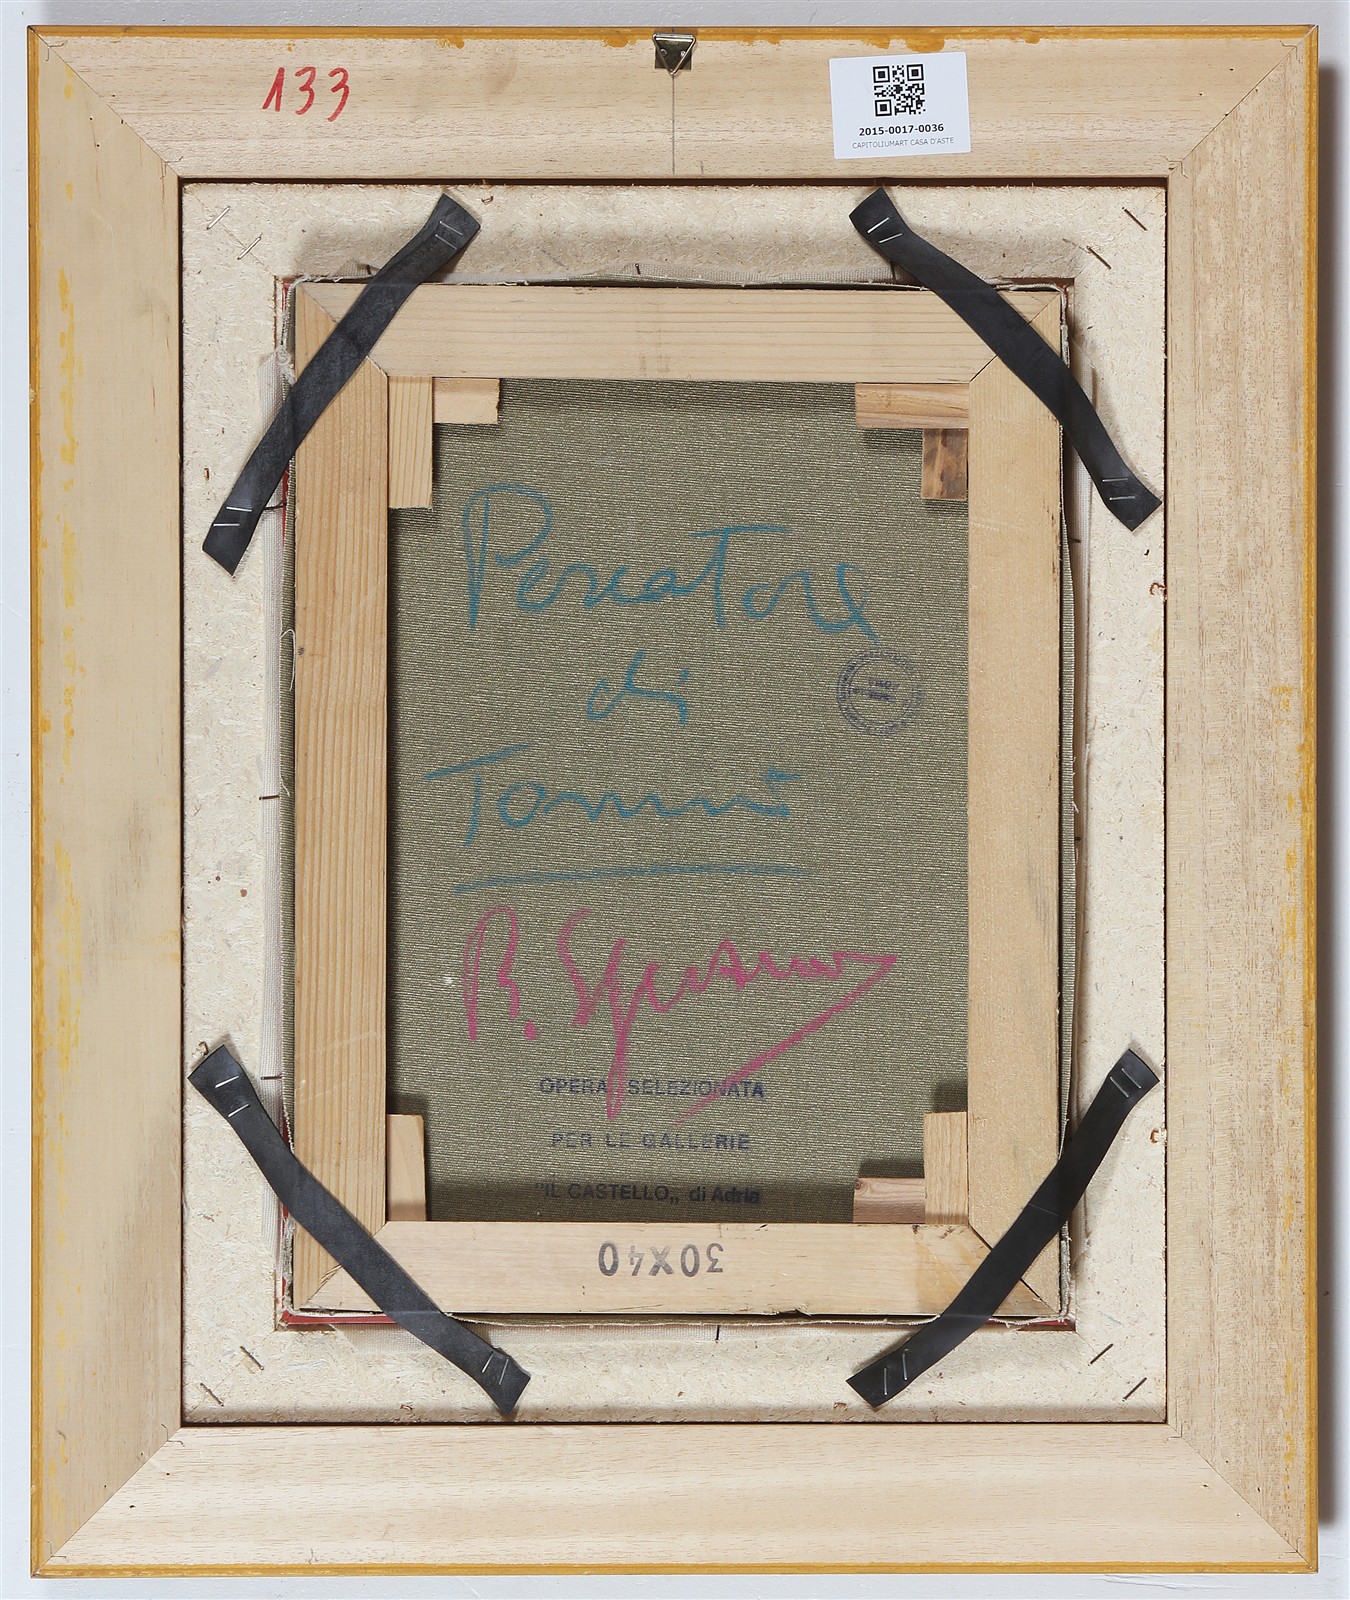 133
2015-0017-0036
CAPITOLIUMART CASA D'ASTE
Pescatore
di
Tonni
R. Sgarbossa
OPERA SELEZIONATA
PER LE GALLERIE
"IL CASTELLO„ di Adria
30X40